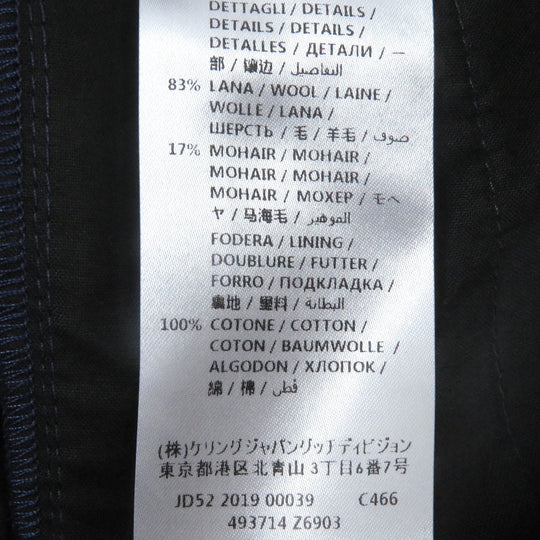 DETTAGLI / DETAILS /
DÉTAILS / DETAILS /
DETALLES / ДЕТАЛИ / 一
部 / 镶边 / التفاصيل
83% LANA / WOOL / LAINE /
WOLLE / LANA /
ШЕРСТЬ / 毛 / 羊毛 / صوف
17% MOHAIR / MOHAIR /
MOHAIR / MOHAIR /
MOHAIR / МОХЕР / モヘ
ヤ / 马海毛 / الموهير
FODERA / LINING /
DOUBLURE / FUTTER /
FORRO / ПОДКЛАДКА /
裏地 / 里料 / البطانة
100% COTONE / COTTON /
COTON / BAUMWOLLE /
ALGODON / ХЛОПОК /
綿 / 棉 / قطن
(株)ケリングジャパングッチディビジョン
東京都港区北青山 3丁目6番7号
JD52 2019 00039 C466
493714 Z6903